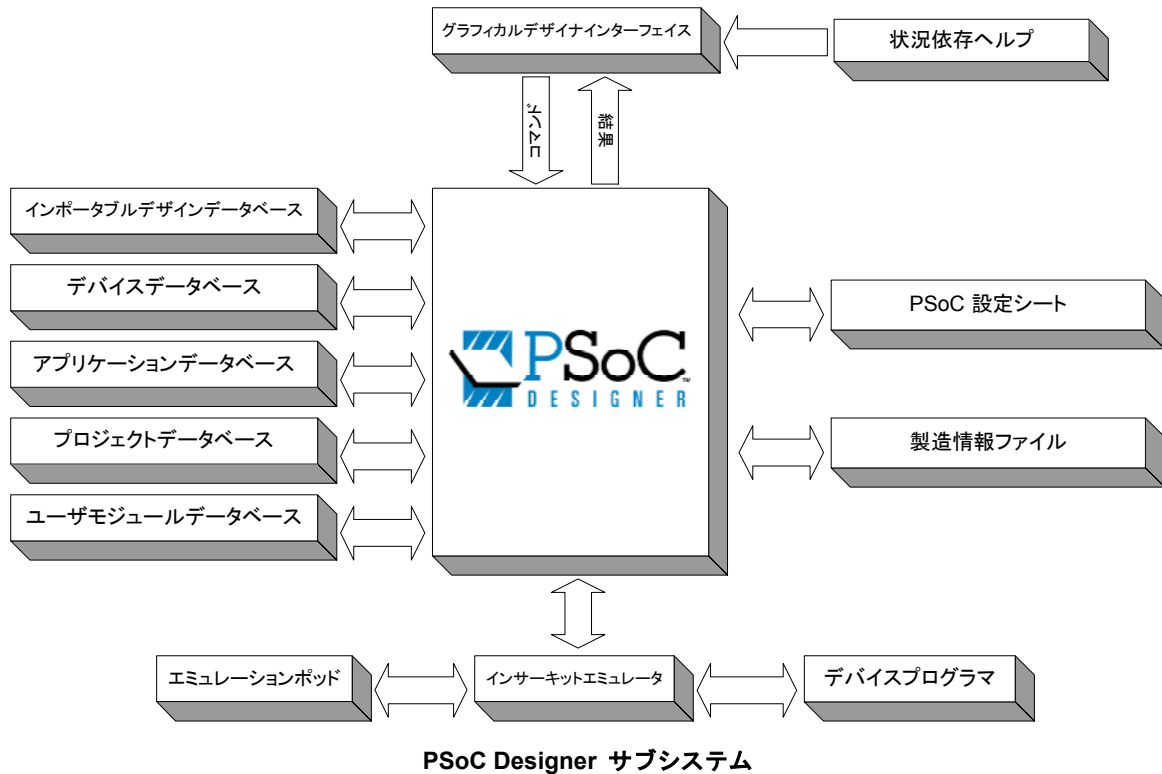 グラフィカルデザイナインターフェイス
状況依存ヘルプ
コマンド
結果
インポータブルデザインデータベース
デバイスデータベース
アプリケーションデータベース
プロジェクトデータベース
ユーザモジュールデータベース
PSoC™
DESIGNER
PSoC 設定シート
製造情報ファイル
エミュレーションポッド
インサーキットエミュレータ
デバイスプログラマ
PSoC Designer サブシステム